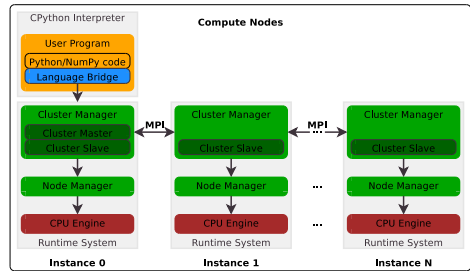 CPython Interpreter
Compute Nodes
User Program
Python/NumPy code
Language Bridge
Cluster Manager
Cluster Master
Cluster Slave
MPI
Cluster Manager
Cluster Slave
MPI
...
Cluster Manager
Cluster Slave
Node Manager
Node Manager
...
Node Manager
CPU Engine
CPU Engine
...
CPU Engine
Runtime System
Runtime System
Runtime System
Instance 0
Instance 1
Instance N